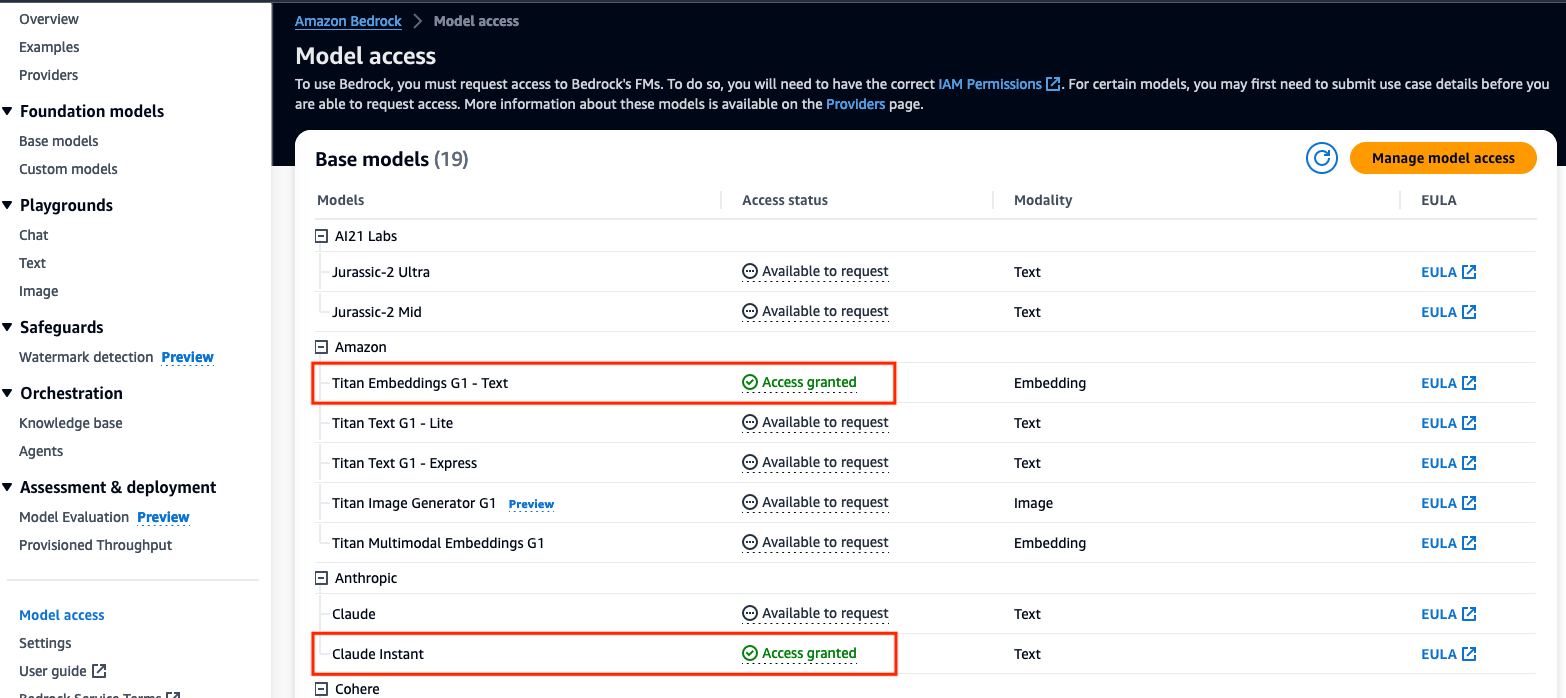 Overview
Examples
Providers
Foundation models
Base models
Custom models
Playgrounds
Chat
Text
Image
Safeguards
Watermark detection Preview
Orchestration
Knowledge base
Agents
Assessment & deployment
Model Evaluation Preview
Provisioned Throughput
Model access
Settings
User guide
Bedrock Service Terms
Amazon Bedrock > Model access
Model access
To use Bedrock, you must request access to Bedrock's FMs. To do so, you will need to have the correct IAM Permissions. For certain models, you may first need to submit use case details before you
are able to request access. More information about these models is available on the Providers page.
Base models (19) Manage model access
Models Access status Modality EULA
AI21 Labs
Jurassic-2 Ultra Available to request Text EULA
Jurassic-2 Mid Available to request Text EULA
Amazon
Titan Embeddings G1 - Text Access granted Embedding EULA
Titan Text G1 - Lite Available to request Text EULA
Titan Text G1 - Express Available to request Text EULA
Titan Image Generator G1 Preview Available to request Image EULA
Titan Multimodal Embeddings G1 Available to request Embedding EULA
Anthropic
Claude Available to request Text EULA
Claude Instant Access granted Text EULA
Cohere